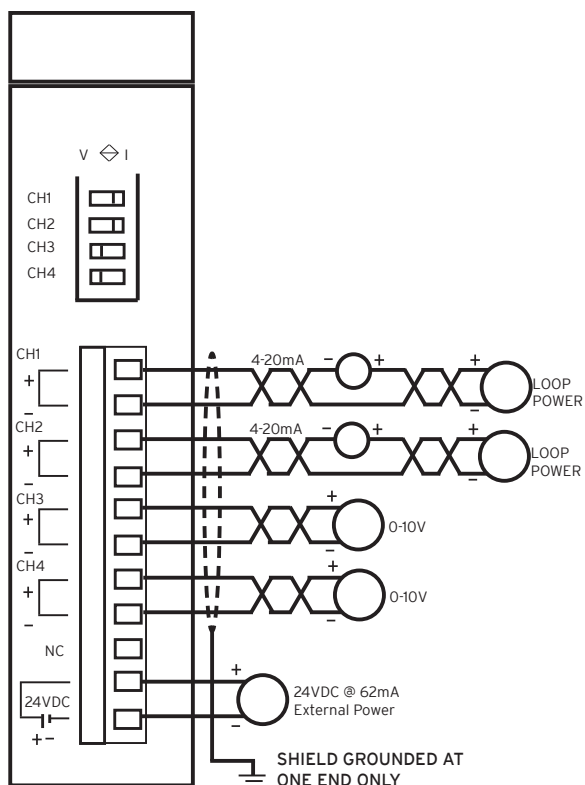 V I
CH1
CH2
CH3
CH4
CH1
+
–
4-20mA
– +
+
–
LOOP
POWER
CH2
+
–
4-20mA
– +
+
–
LOOP
POWER
CH3
+
–
+
–
0-10V
CH4
+
–
+
–
0-10V
NC
24VDC
+ –
+
–
24VDC @ 62mA
External Power
SHIELD GROUNDED AT
ONE END ONLY